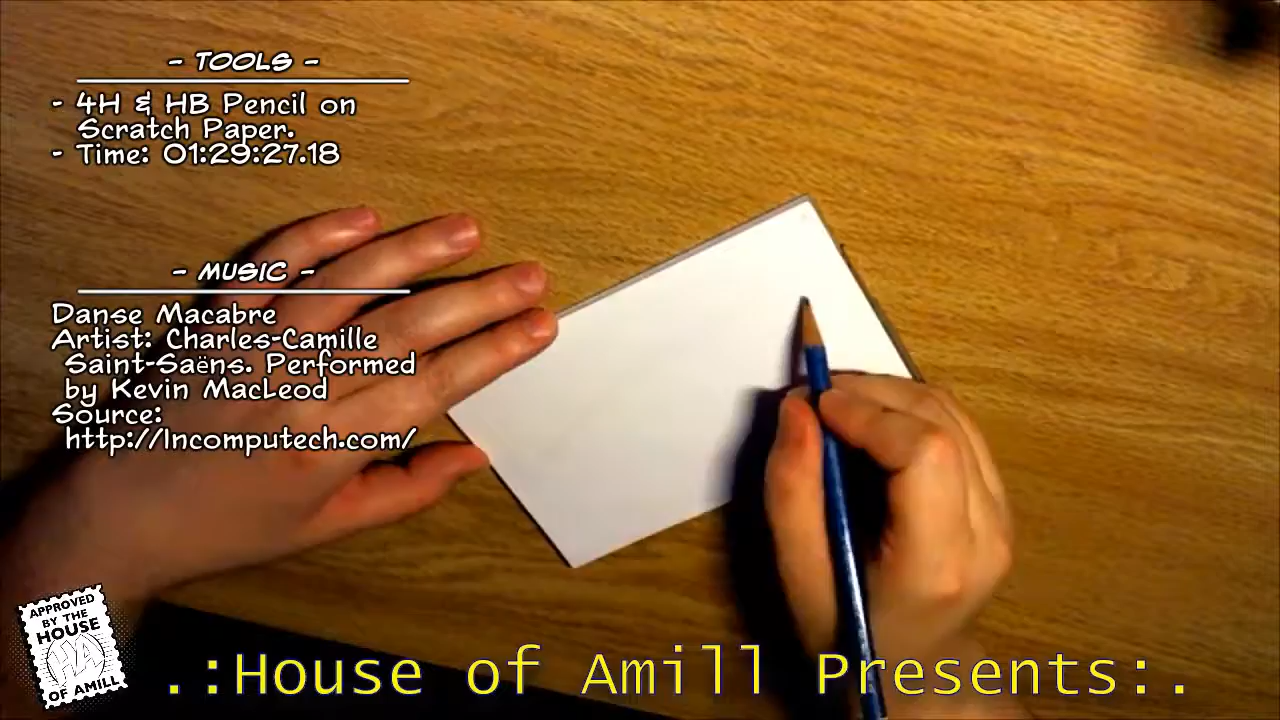 - TOOLS -
- 4H & HB Pencil on
Scratch Paper.
- Time: 01:29:27.18
- MUSIC -
Danse Macabre
Artist: Charles-Camille
Saint-Saëns. Performed
by Kevin MacLeod
Source:
http://Incomputech.com/
APPROVED
BY THE
HOUSE
HA
OF AMILL
.:House of Amill Presents:.